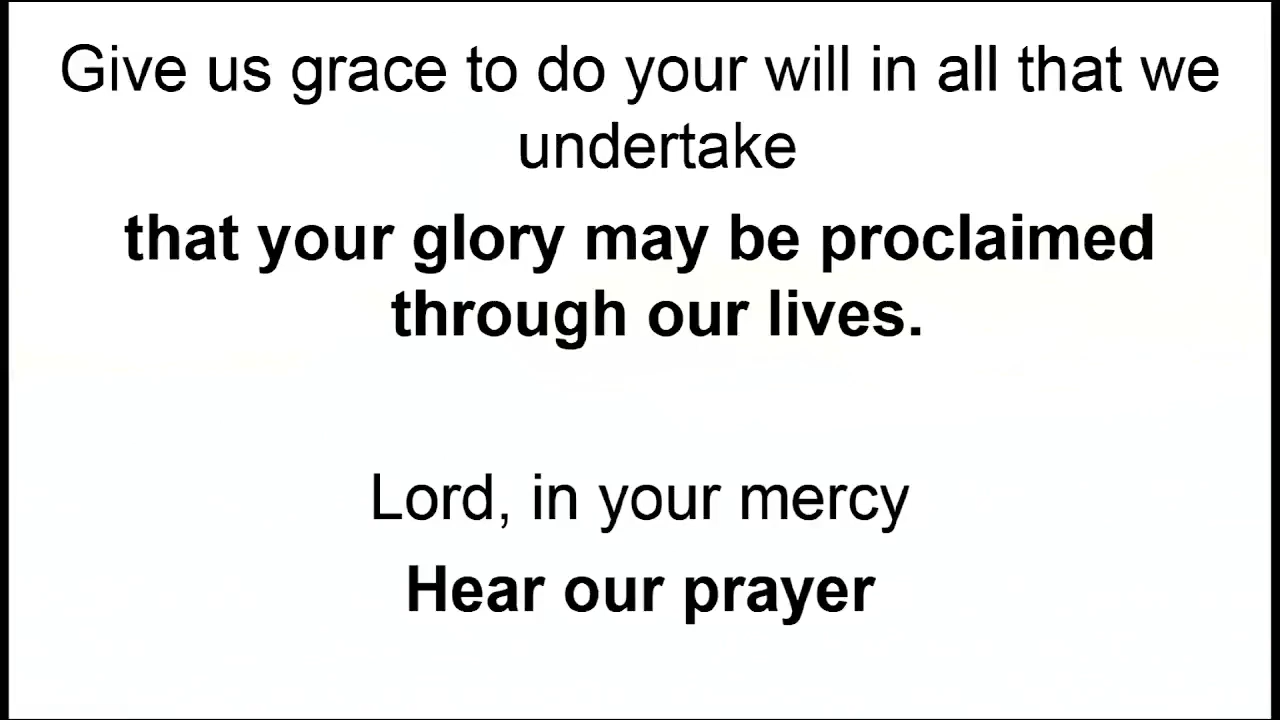 Give us grace to do your will in all that we
undertake
that your glory may be proclaimed
through our lives.
Lord, in your mercy
Hear our prayer